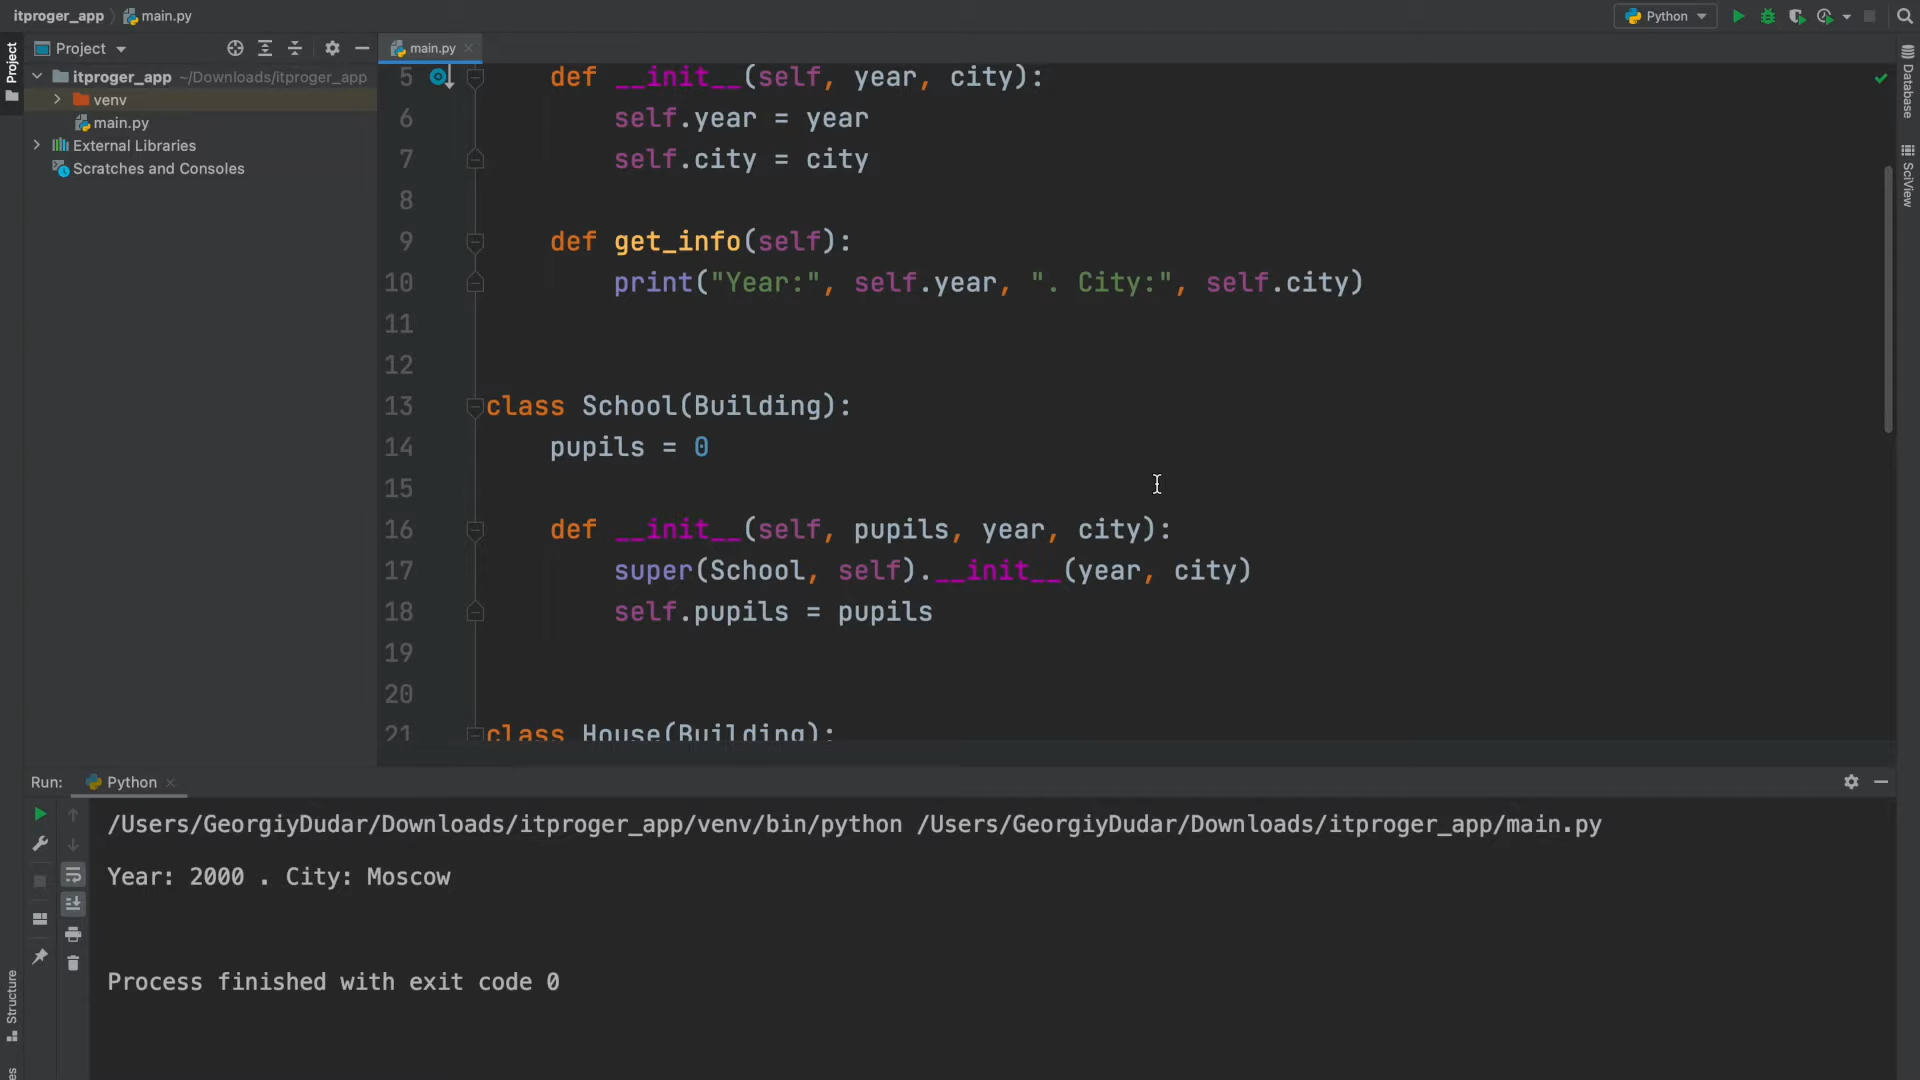 itproger_app main.py
Python
Project
main.py
itproger_app ~/Downloads/itproger_app
venv
main.py
External Libraries
Scratches and Consoles
Project
Structure
Database
SciView
5 def __init__(self, year, city):
6 self.year = year
7 self.city = city
8
9 def get_info(self):
10 print("Year:", self.year, ". City:", self.city)
11
12
13 class School(Building):
14 pupils = 0
15
16 def __init__(self, pupils, year, city):
17 super(School, self).__init__(year, city)
18 self.pupils = pupils
19
20
21 class House(Building):
Run: Python
/Users/GeorgiyDudar/Downloads/itproger_app/venv/bin/python /Users/GeorgiyDudar/Downloads/itproger_app/main.py
Year: 2000 . City: Moscow
Process finished with exit code 0